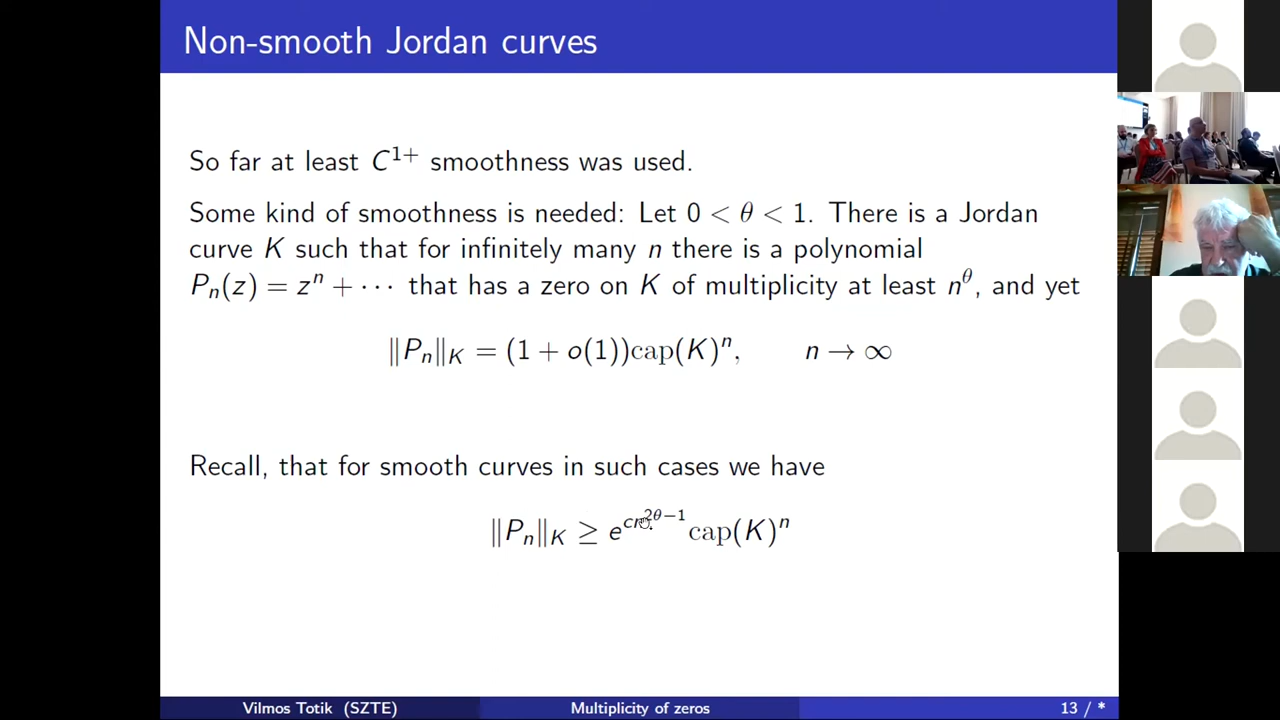 Non-smooth Jordan curves
So far at least C^{1+} smoothness was used.
Some kind of smoothness is needed: Let 0 < θ < 1. There is a Jordan
curve K such that for infinitely many n there is a polynomial
P_n(z) = z^n + ⋯ that has a zero on K of multiplicity at least n^θ, and yet
‖P_n‖_K = (1 + o(1))cap(K)^n, n → ∞
Recall, that for smooth curves in such cases we have
‖P_n‖_K ≥ e^{cn^{2θ−1}} cap(K)^n
Vilmos Totik (SZTE) Multiplicity of zeros 13 / *